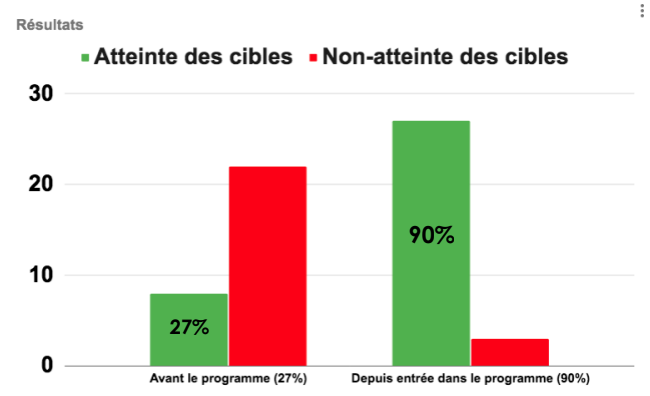 Résultats
Atteinte des cibles Non-atteinte des cibles
30
20
10
0
27%
90%
Avant le programme (27%) Depuis entrée dans le programme (90%)